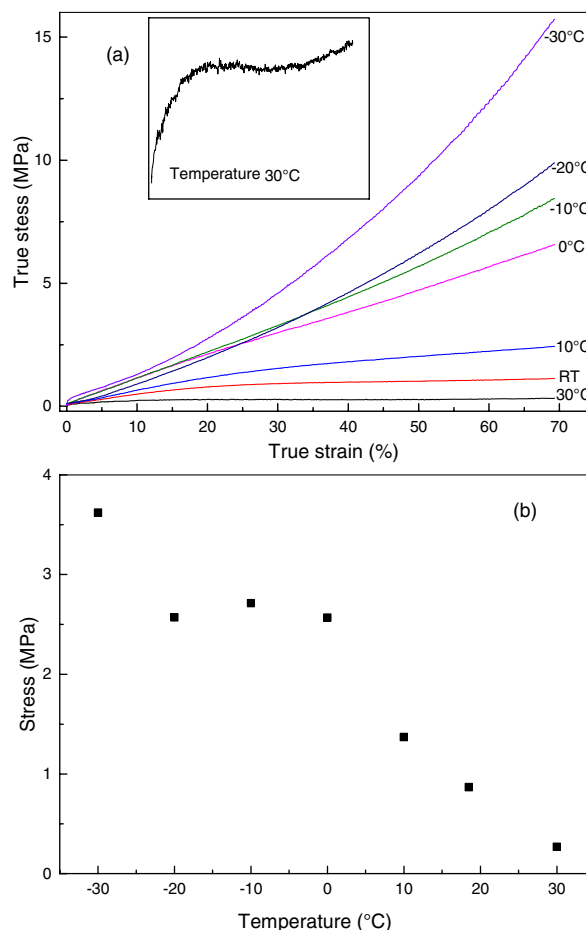 (a)
Temperature 30°C
True stess (MPa)
15
10
5
0
-30°C
-20°C
-10°C
0°C
10°C
RT
30°C
0 10 20 30 40 50 60 70
True strain (%)
(b)
Stress (MPa)
4
3
2
1
0
-30 -20 -10 0 10 20 30
Temperature (°C)